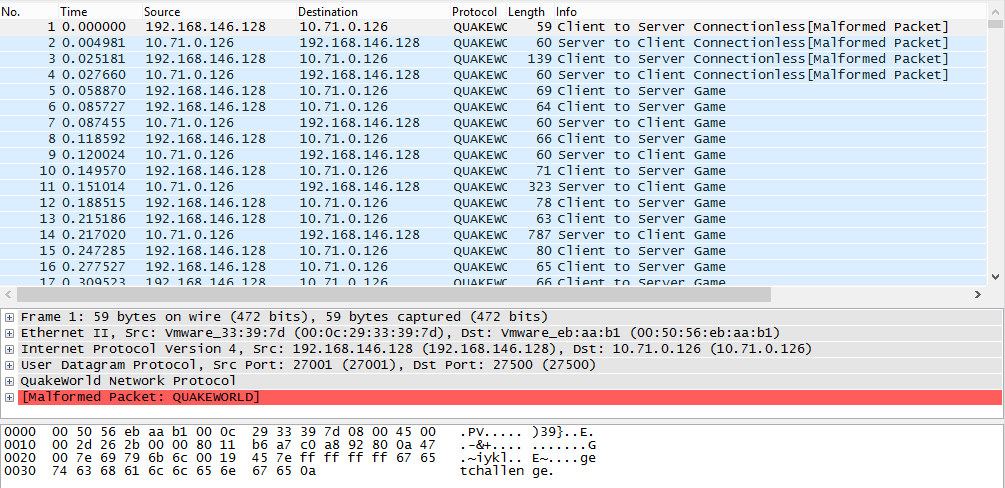 No. Time Source Destination Protocol Length Info
1 0.000000 192.168.146.128 10.71.0.126 QUAKEWC 59 Client to Server Connectionless[Malformed Packet]
2 0.004981 10.71.0.126 192.168.146.128 QUAKEWC 60 Server to Client Connectionless[Malformed Packet]
3 0.025181 192.168.146.128 10.71.0.126 QUAKEWC 139 Client to Server Connectionless[Malformed Packet]
4 0.027660 10.71.0.126 192.168.146.128 QUAKEWC 60 Server to Client Connectionless[Malformed Packet]
5 0.058870 192.168.146.128 10.71.0.126 QUAKEWC 69 Client to Server Game
6 0.085727 192.168.146.128 10.71.0.126 QUAKEWC 64 Client to Server Game
7 0.087455 10.71.0.126 192.168.146.128 QUAKEWC 60 Server to Client Game
8 0.118592 192.168.146.128 10.71.0.126 QUAKEWC 66 Client to Server Game
9 0.120024 10.71.0.126 192.168.146.128 QUAKEWC 60 Server to Client Game
10 0.149570 192.168.146.128 10.71.0.126 QUAKEWC 71 Client to Server Game
11 0.151014 10.71.0.126 192.168.146.128 QUAKEWC 323 Server to Client Game
12 0.188515 192.168.146.128 10.71.0.126 QUAKEWC 78 Client to Server Game
13 0.215186 192.168.146.128 10.71.0.126 QUAKEWC 63 Client to Server Game
14 0.217020 10.71.0.126 192.168.146.128 QUAKEWC 787 Server to Client Game
15 0.247285 192.168.146.128 10.71.0.126 QUAKEWC 80 Client to Server Game
16 0.277527 192.168.146.128 10.71.0.126 QUAKEWC 65 Client to Server Game
17 0.309523 192.168.146.128 10.71.0.126 QUAKEWC 66 Client to Server Game
Frame 1: 59 bytes on wire (472 bits), 59 bytes captured (472 bits)
Ethernet II, Src: Vmware_33:39:7d (00:0c:29:33:39:7d), Dst: Vmware_eb:aa:b1 (00:50:56:eb:aa:b1)
Internet Protocol Version 4, Src: 192.168.146.128 (192.168.146.128), Dst: 10.71.0.126 (10.71.0.126)
User Datagram Protocol, Src Port: 27001 (27001), Dst Port: 27500 (27500)
QuakeWorld Network Protocol
[Malformed Packet: QUAKEWORLD]
0000 00 50 56 eb aa b1 00 0c 29 33 39 7d 08 00 45 00 .PV..... )39}..E.
0010 00 2d 26 2b 00 00 80 11 b6 a7 c0 a8 92 80 0a 47 .-&+.... .......G
0020 00 7e 69 79 6b 6c 00 19 45 7e ff ff ff ff 67 65 .~iykl.. E~....ge
0030 74 63 68 61 6c 6c 65 6e 67 65 0a tchallen ge.